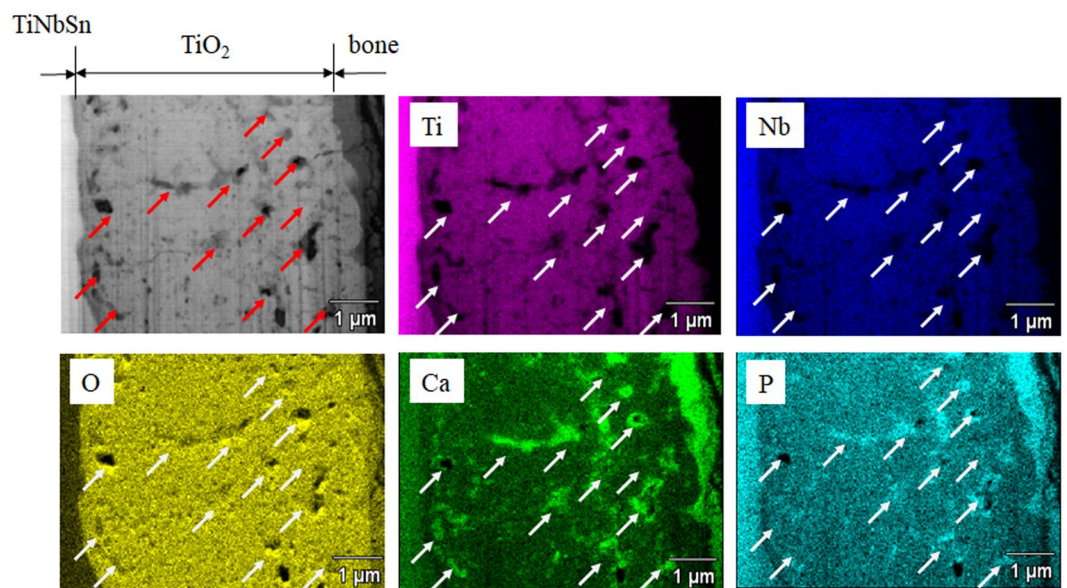 TiNbSn
TiO₂
bone
1 μm
Ti
1 μm
Nb
1 μm
O
1 μm
Ca
1 μm
P
1 μm